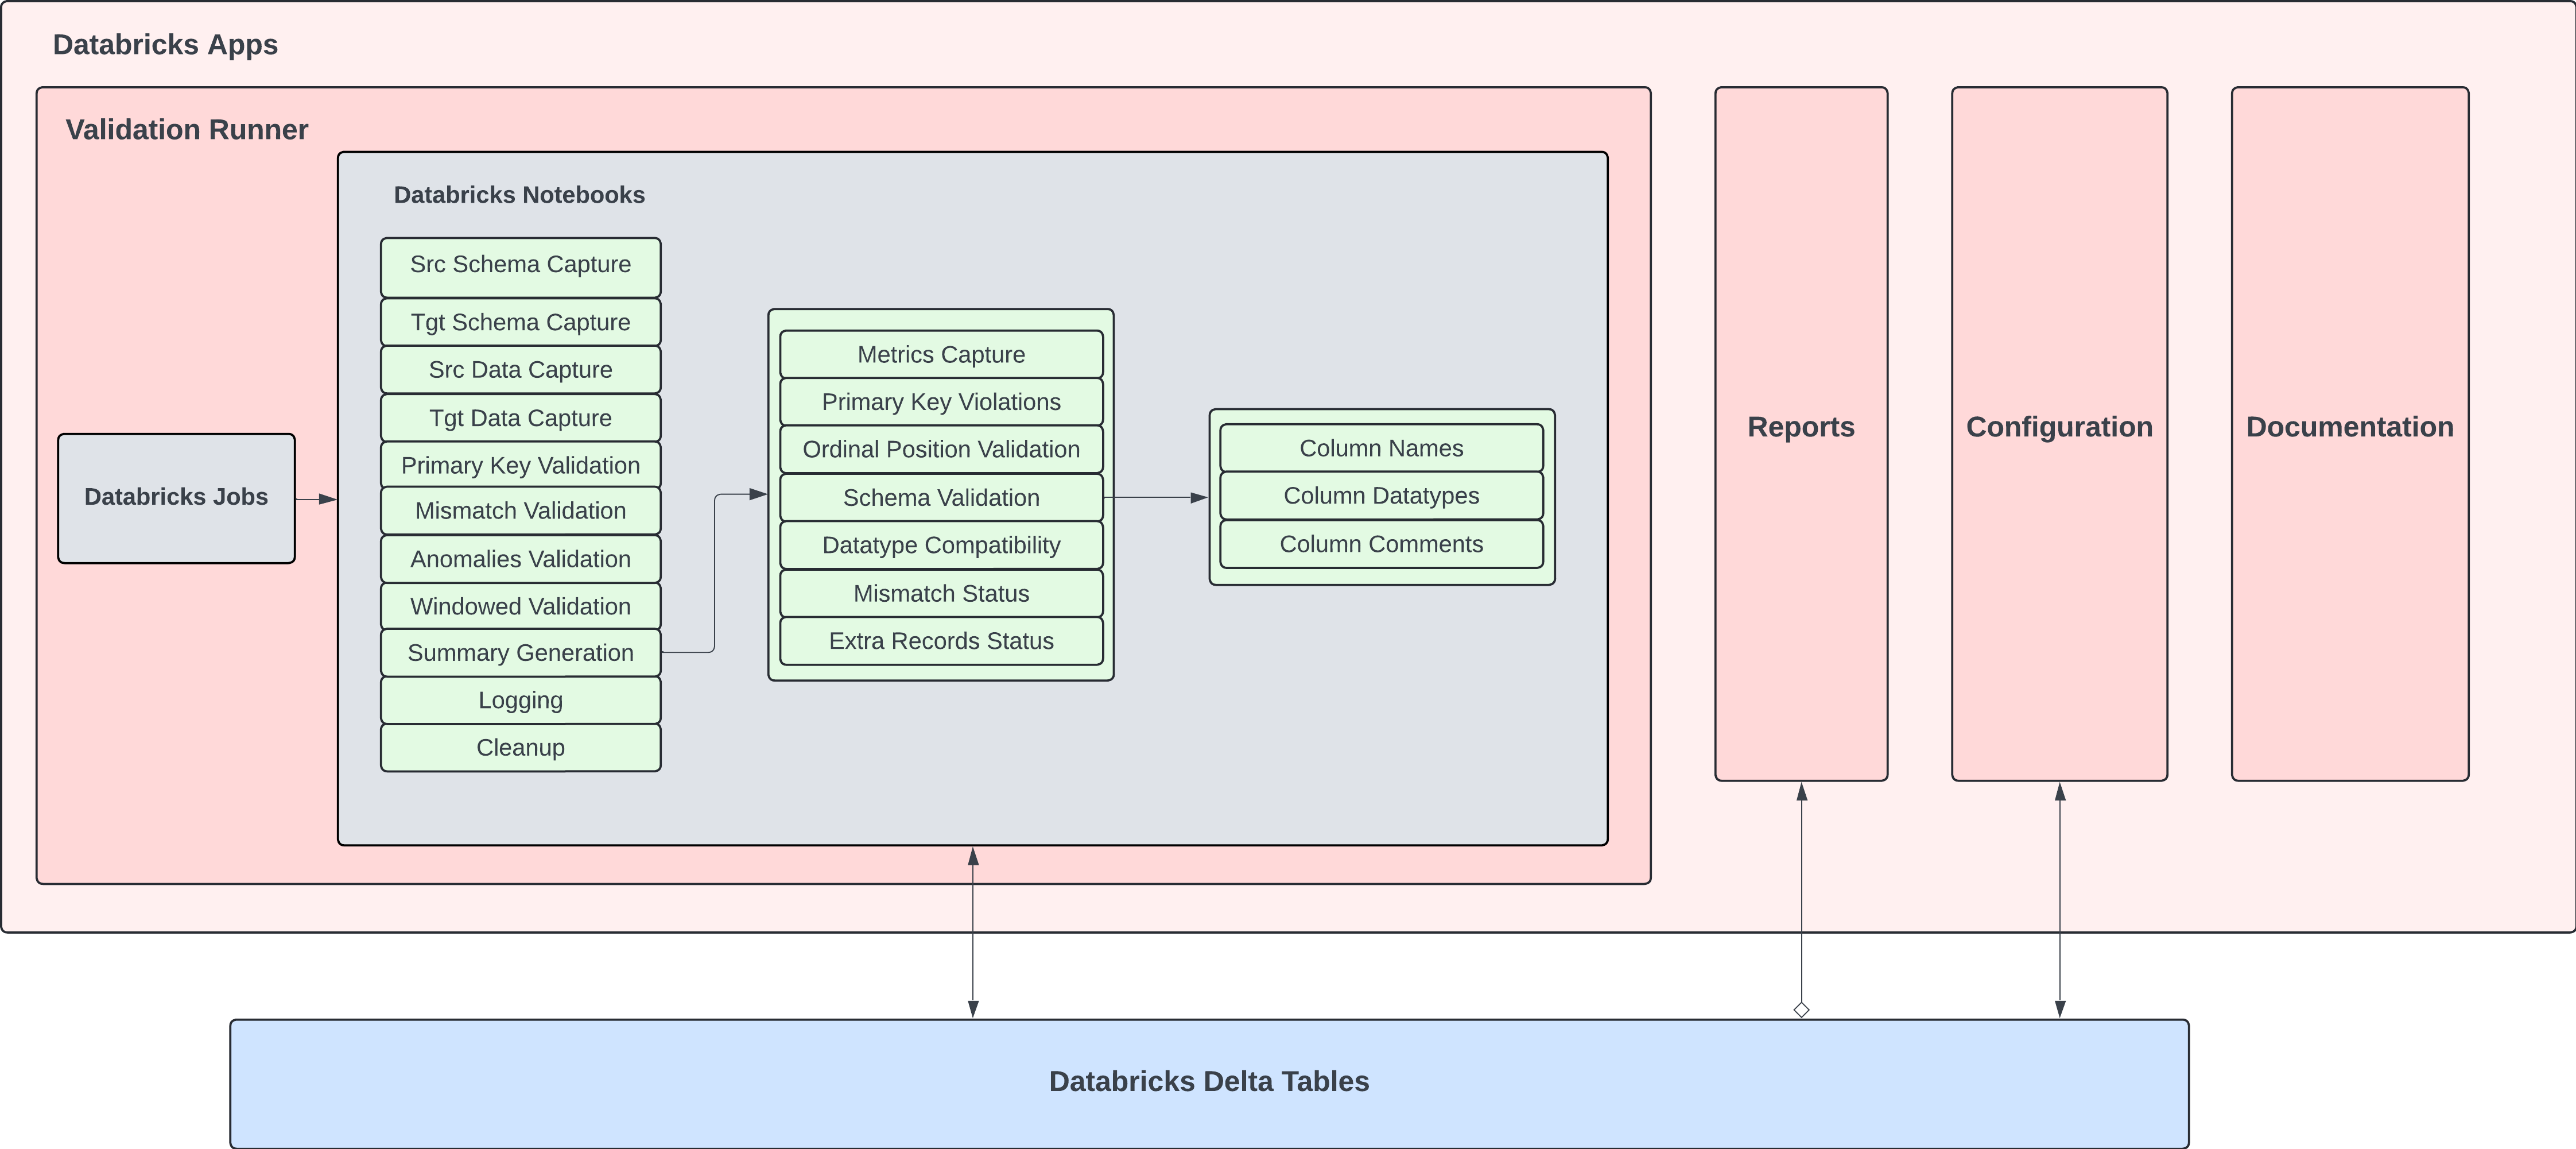 Databricks Apps
Validation Runner
Databricks Notebooks
Src Schema Capture
Tgt Schema Capture
Src Data Capture
Tgt Data Capture
Primary Key Validation
Mismatch Validation
Anomalies Validation
Windowed Validation
Summary Generation
Logging
Cleanup
Databricks Jobs
Metrics Capture
Primary Key Violations
Ordinal Position Validation
Schema Validation
Datatype Compatibility
Mismatch Status
Extra Records Status
Column Names
Column Datatypes
Column Comments
Reports
Configuration
Documentation
Databricks Delta Tables